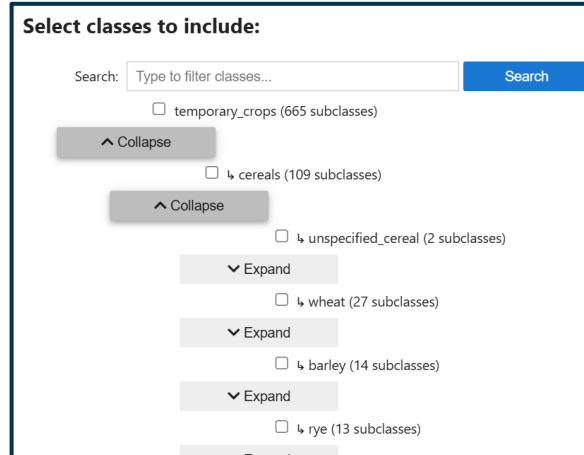 Select classes to include:
Search: Type to filter classes... Search
temporary_crops (665 subclasses)
Collapse
↳ cereals (109 subclasses)
Collapse
↳ unspecified_cereal (2 subclasses)
Expand
↳ wheat (27 subclasses)
Expand
↳ barley (14 subclasses)
Expand
↳ rye (13 subclasses)